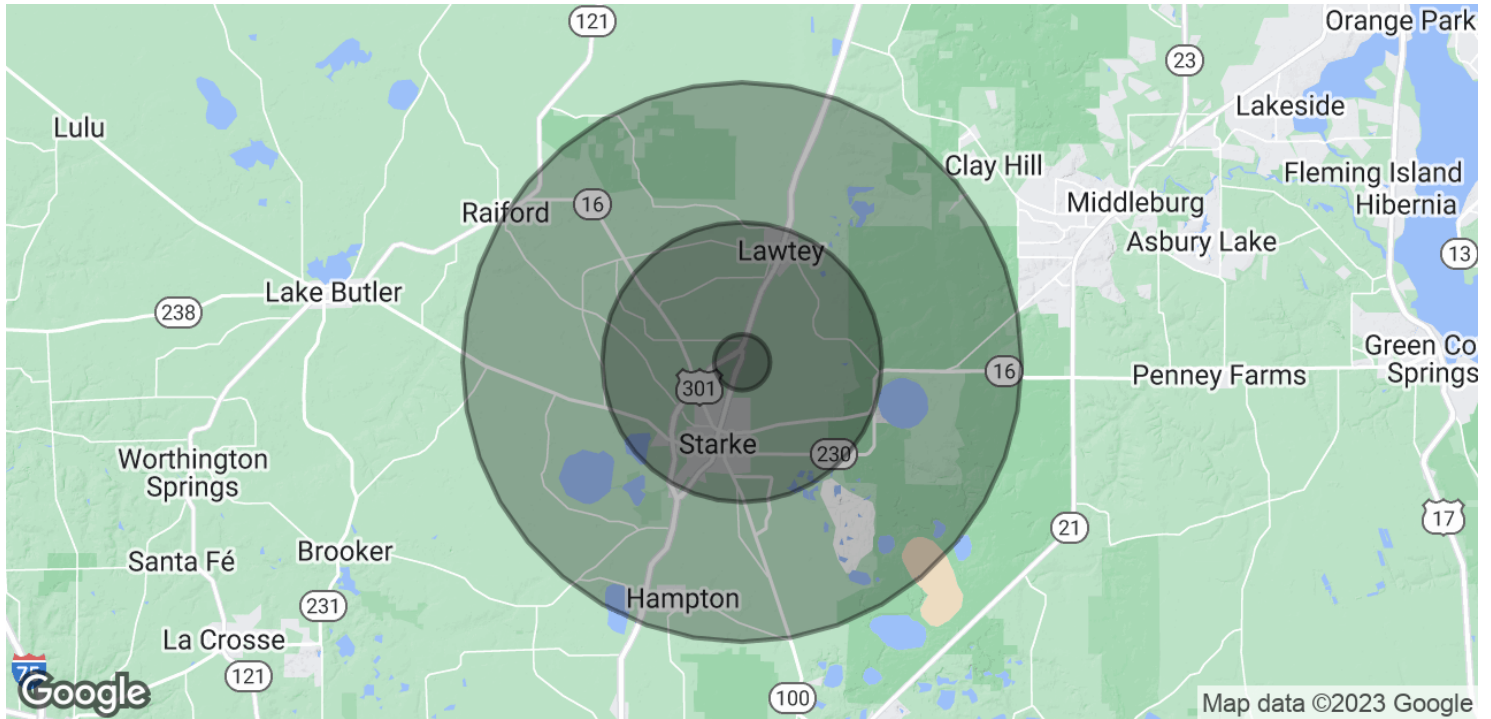 121
Orange Park
23
Lakeside
Lulu
Clay Hill
Fleming Island
Middleburg
Hibernia
16
Raiford
Asbury Lake
Lawtey
13
Lake Butler
238
Green Co
Springs
16
Penney Farms
301
Starke
230
Worthington
Springs
17
21
Brooker
Santa Fé
Hampton
231
La Crosse
75
121
Google
100
Map data ©2023 Google